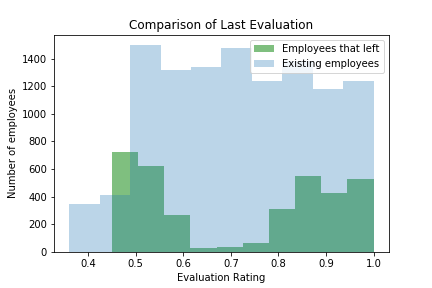 Comparison of Last Evaluation
Employees that left
Existing employees
Number of employees
1400
1200
1000
800
600
400
200
0
0.4 0.5 0.6 0.7 0.8 0.9 1.0
Evaluation Rating